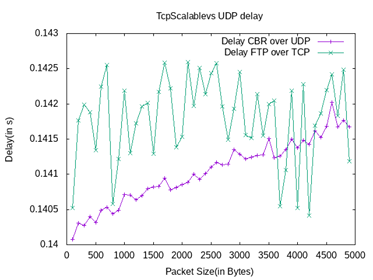 TcpScalablevs UDP delay
0.143
0.1425
0.142
0.1415
0.141
0.1405
0.14
Delay(in s)
Delay CBR over UDP
Delay FTP over TCP
0 500 1000 1500 2000 2500 3000 3500 4000 4500 5000
Packet Size(in Bytes)